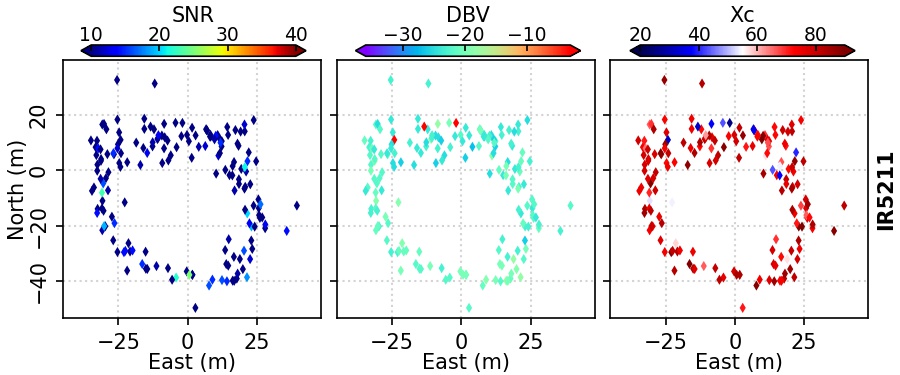 SNR DBV Xc
10 20 30 40 −30 −20 −10 20 40 60 80
20
0
−20
−40
North (m)
IR5211
−25 0 25 −25 0 25 −25 0 25
East (m) East (m) East (m)